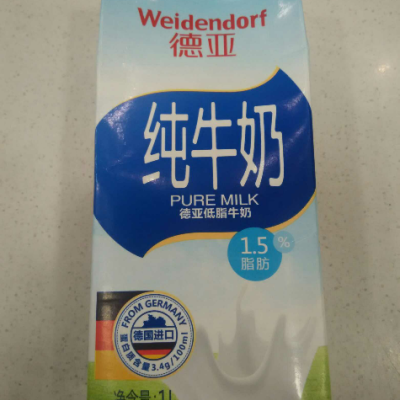 Weidendorf
德亚
纯牛奶
PURE MILK
德亚低脂牛奶
1.5%
脂肪
FROM GERMANY
德国进口
蛋白质含量3.4g/100ml
净含量:1L